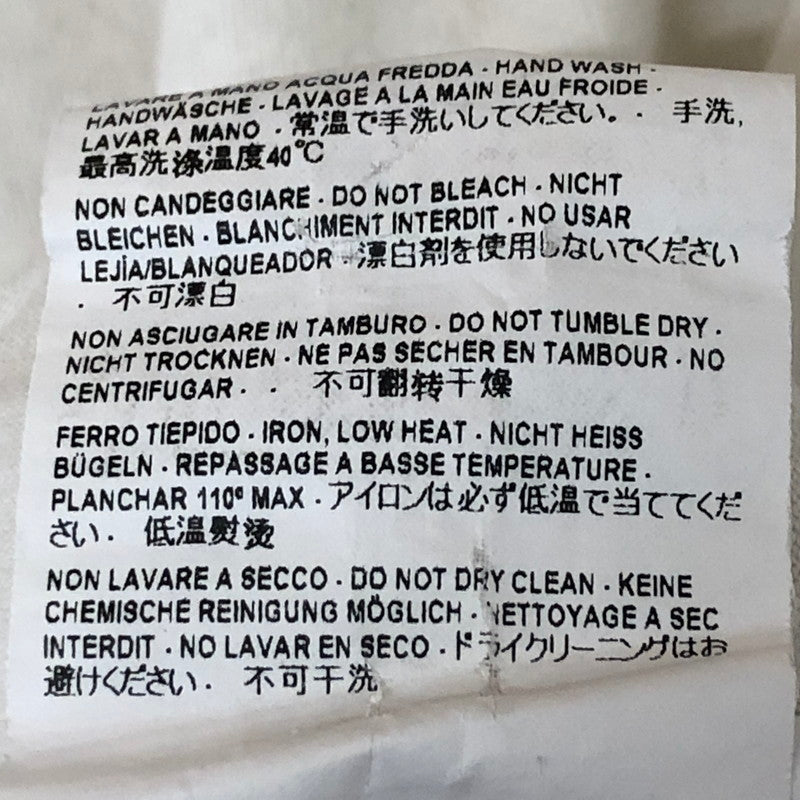 LAVARE A MANO ACQUA FREDDA · HAND WASH ·
HANDWÄSCHE · LAVAGE A LA MAIN EAU FROIDE ·
LAVAR A MANO · 常温で手洗いしてください。· 手洗,
最高洗涤温度40℃
NON CANDEGGIARE · DO NOT BLEACH · NICHT
BLEICHEN · BLANCHIMENT INTERDIT · NO USAR
LEJÍA/BLANQUEADOR · 漂白剤を使用しないでください
· 不可漂白
NON ASCIUGARE IN TAMBURO · DO NOT TUMBLE DRY ·
NICHT TROCKNEN · NE PAS SECHER EN TAMBOUR · NO
CENTRIFUGAR · · 不可翻转干燥
FERRO TIEPIDO · IRON, LOW HEAT · NICHT HEISS
BÜGELN · REPASSAGE A BASSE TEMPERATURE ·
PLANCHAR 110º MAX · アイロンは必ず低温で当ててくだ
さい · 低温熨烫
NON LAVARE A SECCO · DO NOT DRY CLEAN · KEINE
CHEMISCHE REINIGUNG MÖGLICH · NETTOYAGE A SEC
INTERDIT · NO LAVAR EN SECO · ドライクリーニングはお
避けください · 不可干洗